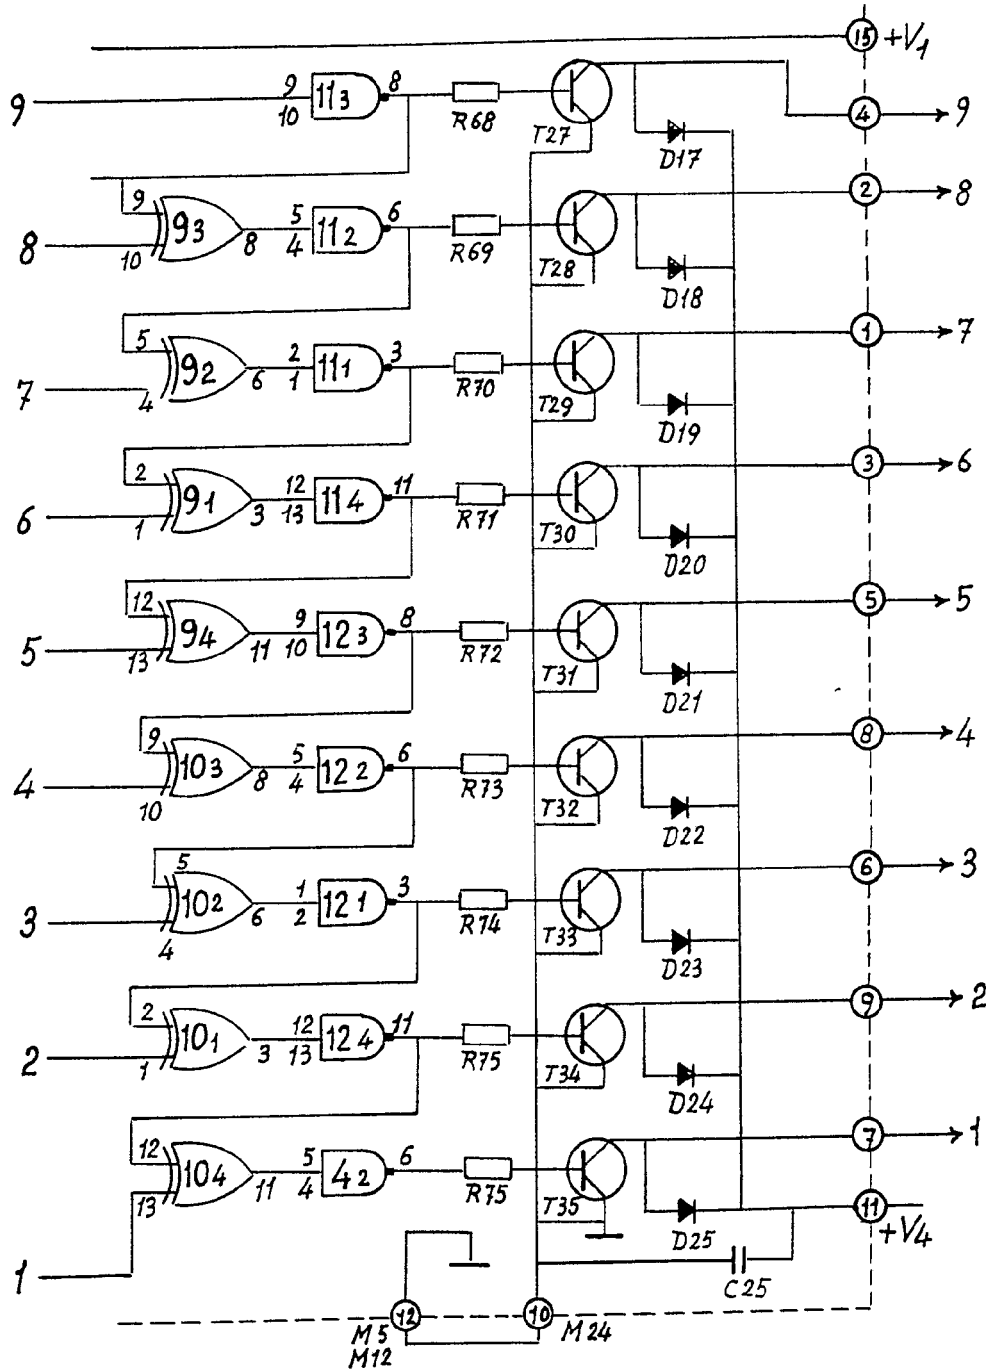 15 +V1
9 9 10 11 3 8 R68 T27 D17 4 9
8 9 10 9 3 8 5 4 11 2 6 R69 T28 D18 2 8
7 5 4 9 2 6 2 1 11 1 3 R70 T29 D19 1 7
6 2 1 9 1 3 12 13 11 4 11 R71 T30 D20 3 6
5 12 13 9 4 11 9 10 12 3 8 R72 T31 D21 5 5
4 9 10 10 3 8 5 4 12 2 6 R73 T32 D22 8 4
3 5 4 10 2 6 1 2 12 1 3 R74 T33 D23 6 3
2 2 1 10 1 3 12 13 12 4 11 R75 T34 D24 9 2
1 12 13 10 4 11 5 4 4 2 6 R75 T35 D25 7 1
11 +V4
C25
12 10
M5 M24
M12